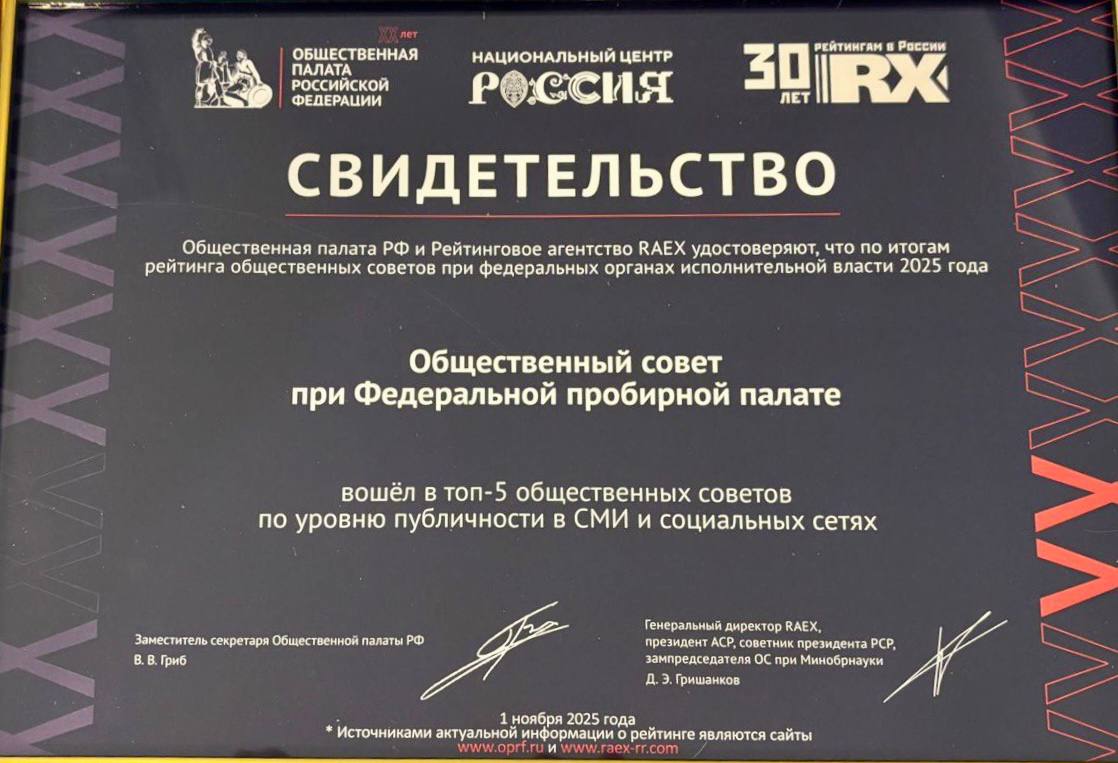 XX лет
ОБЩЕСТВЕННАЯ
ПАЛАТА
РОССИЙСКОЙ
ФЕДЕРАЦИИ
НАЦИОНАЛЬНЫЙ ЦЕНТР
РОССИЯ
30 ЛЕТ
РЕЙТИНГАМ В РОССИИ
RX
СВИДЕТЕЛЬСТВО
Общественная палата РФ и Рейтинговое агентство RAEX удостоверяют, что по итогам
рейтинга общественных советов при федеральных органах исполнительной власти 2025 года
Общественный совет
при Федеральной пробирной палате
вошёл в топ-5 общественных советов
по уровню публичности в СМИ и социальных сетях
Заместитель секретаря Общественной палаты РФ
В. В. Гриб
Генеральный директор RAEX,
президент АСР, советник президента РСР,
зампредседателя ОС при Минобрнауки
Д. Э. Гришанков
1 ноября 2025 года
* Источниками актуальной информации о рейтинге являются сайты
www.oprf.ru и www.raex-rr.com